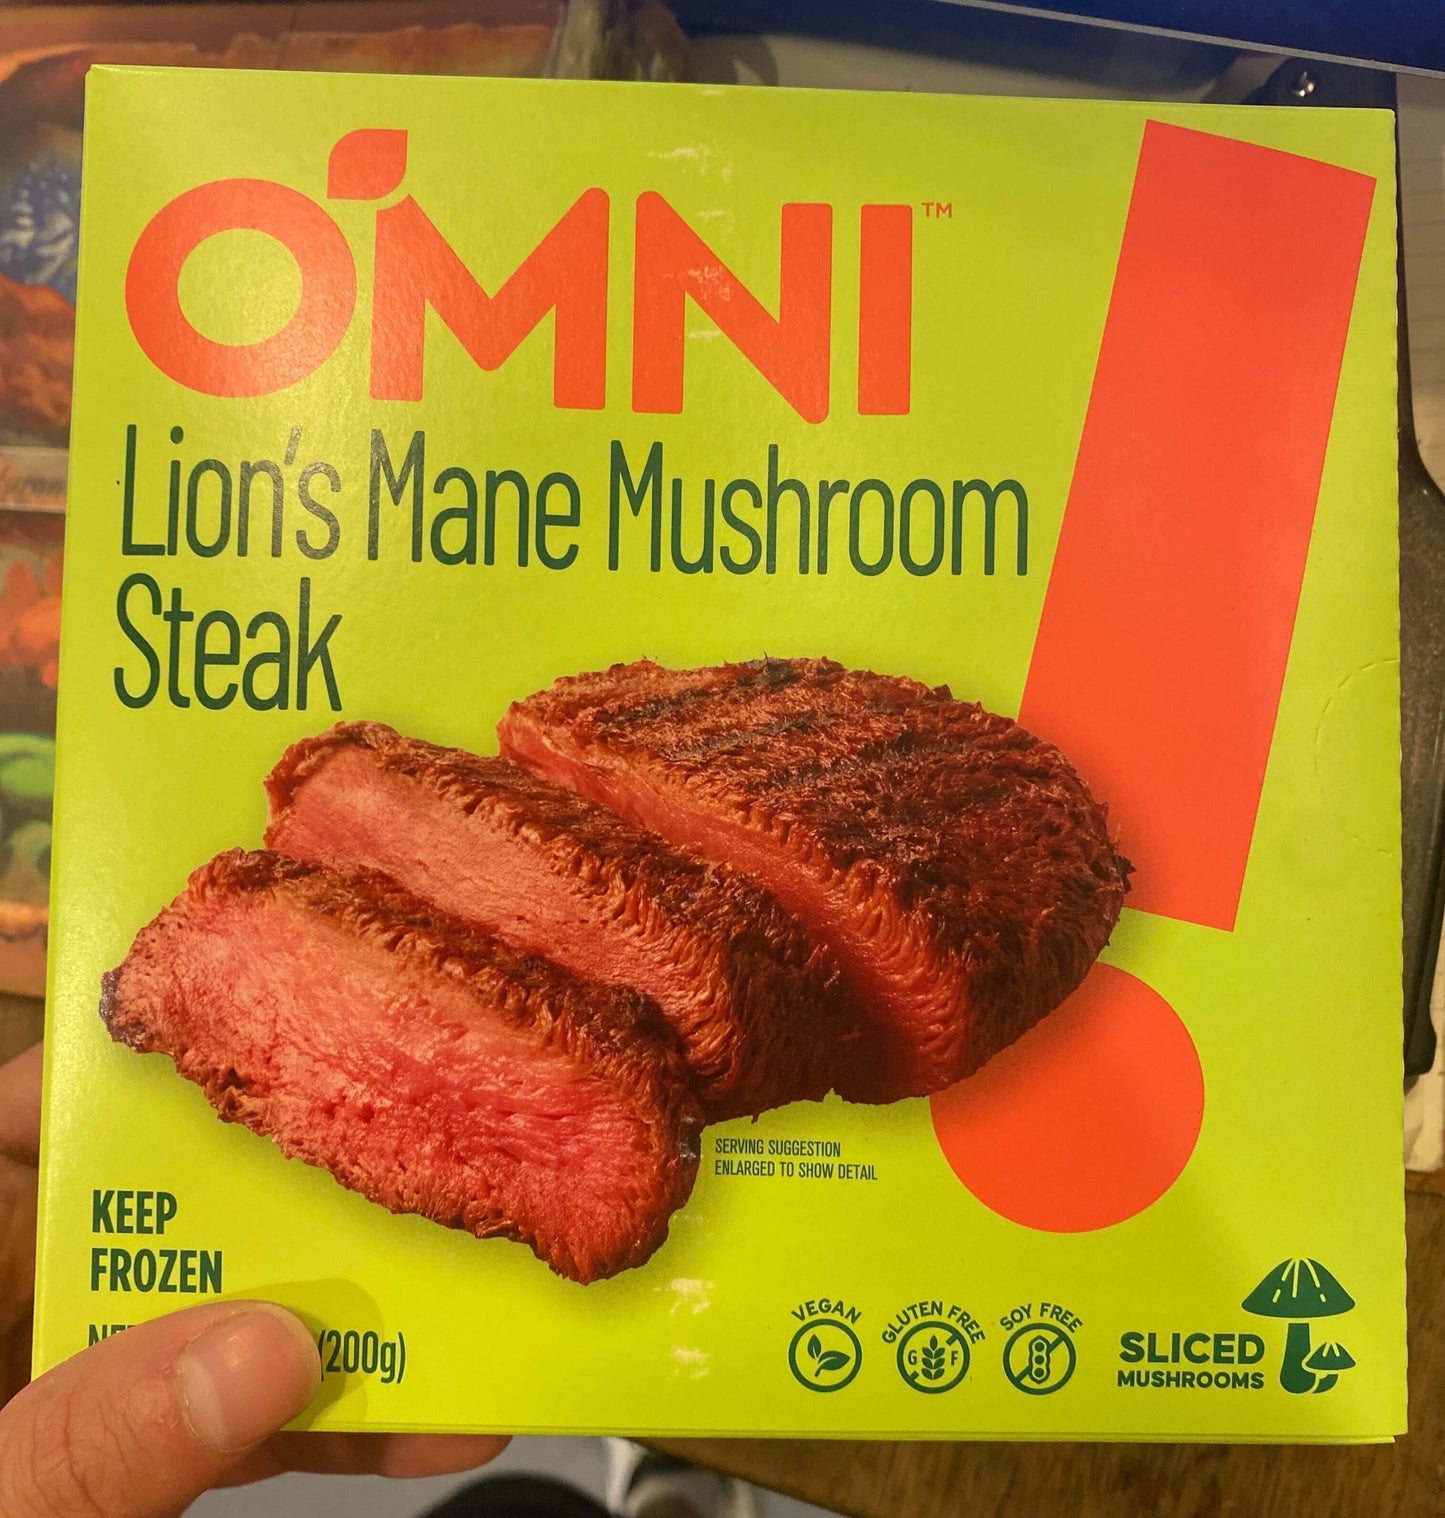 OMNI™
Lion's Mane Mushroom
Steak
SERVING SUGGESTION
ENLARGED TO SHOW DETAIL
KEEP
FROZEN
(200g)
VEGAN
GLUTEN FREE
G F
SOY FREE
SLICED
MUSHROOMS